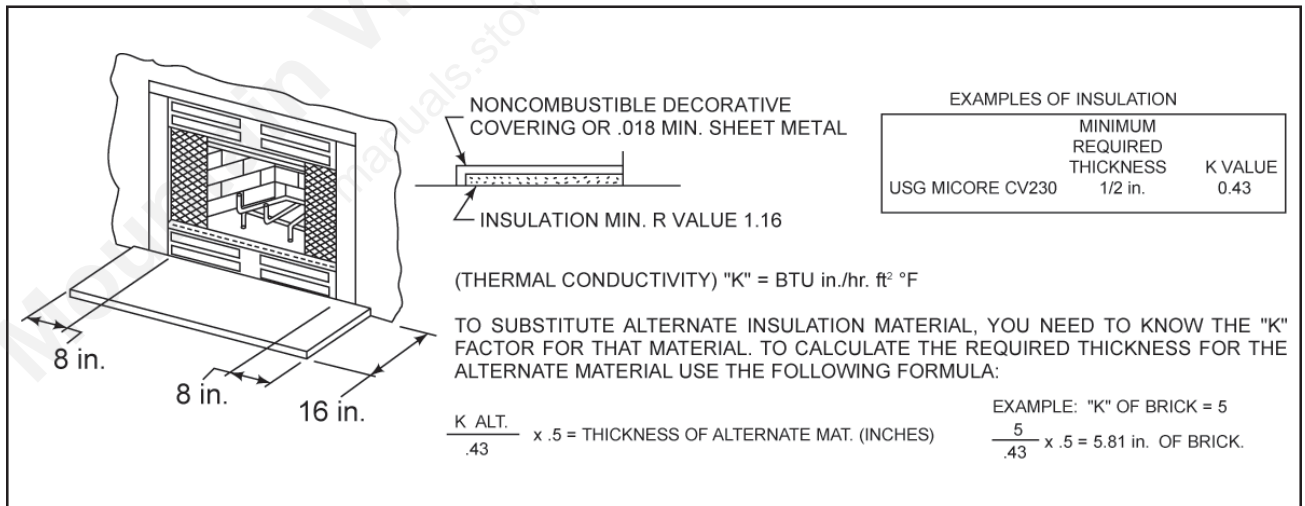 NONCOMBUSTIBLE DECORATIVE
COVERING OR .018 MIN. SHEET METAL
INSULATION MIN. R VALUE 1.16
EXAMPLES OF INSULATION
MINIMUM
REQUIRED
THICKNESS K VALUE
USG MICORE CV230 1/2 in. 0.43
8 in.
8 in.
16 in.
(THERMAL CONDUCTIVITY) "K" = BTU in./hr. ft² °F
TO SUBSTITUTE ALTERNATE INSULATION MATERIAL, YOU NEED TO KNOW THE "K"
FACTOR FOR THAT MATERIAL. TO CALCULATE THE REQUIRED THICKNESS FOR THE
ALTERNATE MATERIAL USE THE FOLLOWING FORMULA:
K ALT.
.43
x .5 = THICKNESS OF ALTERNATE MAT. (INCHES)
EXAMPLE: "K" OF BRICK = 5
5
.43
x .5 = 5.81 in. OF BRICK.
manuals.stov